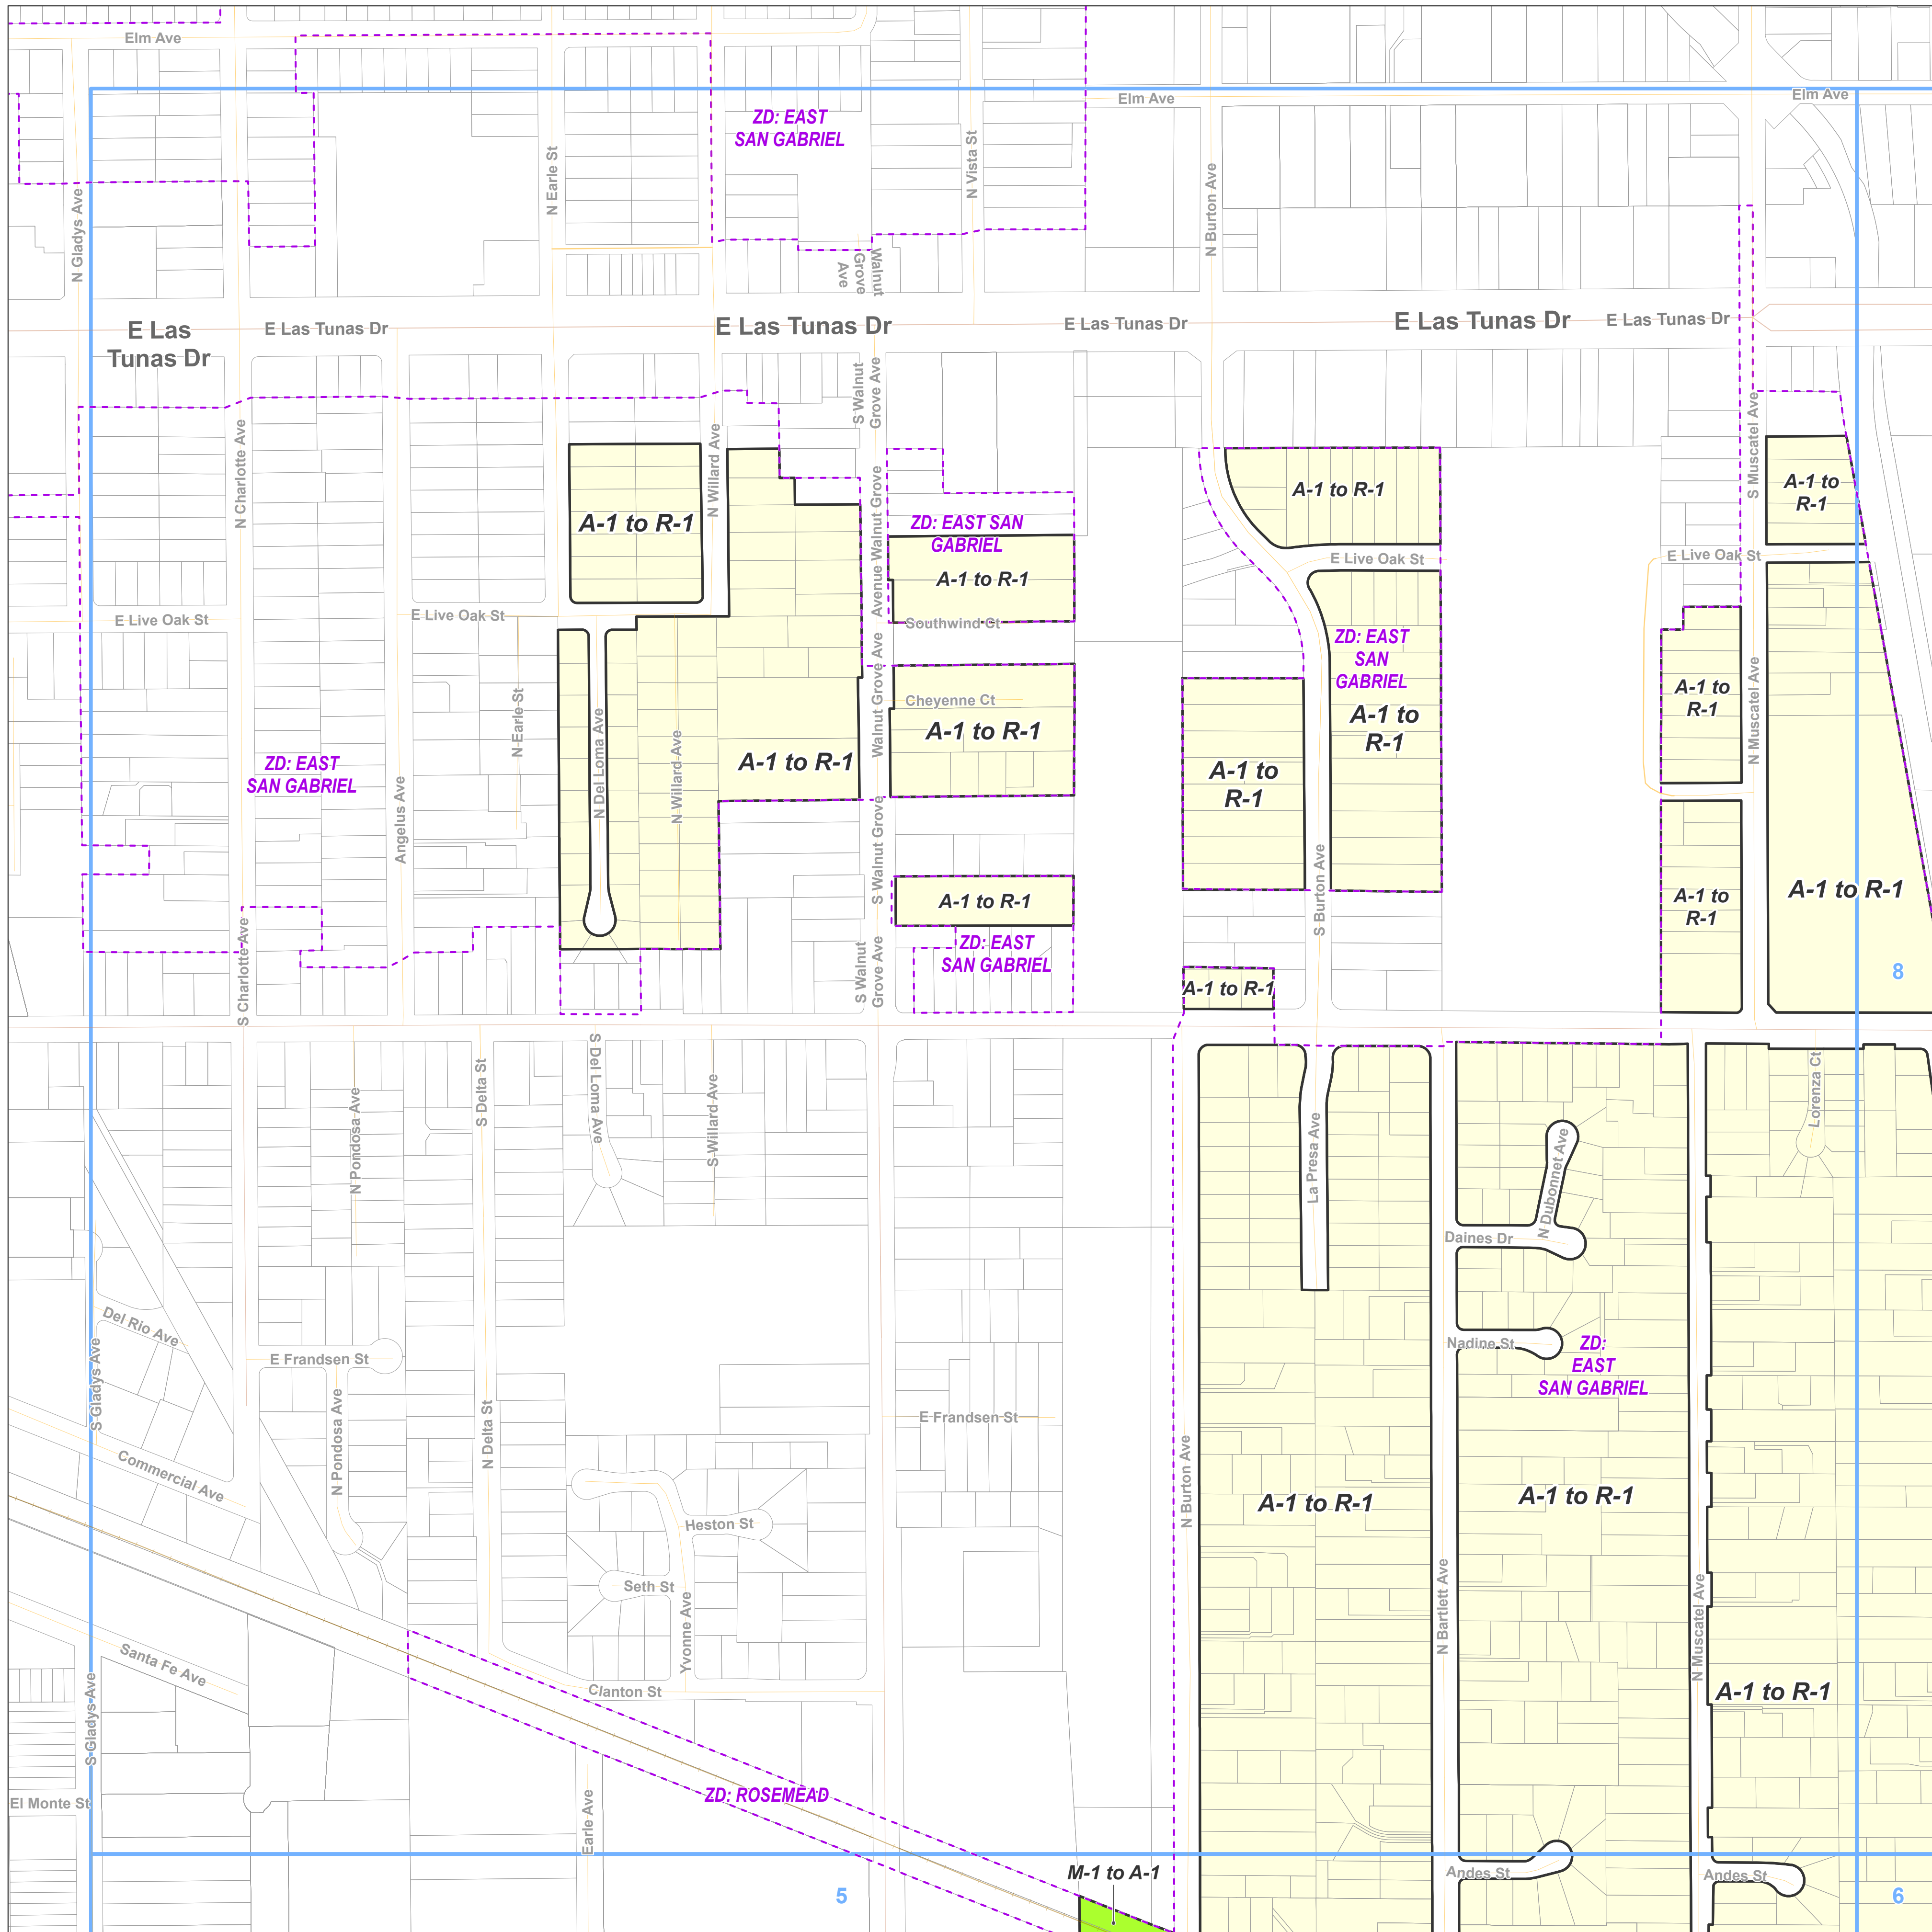 Elm Ave
Elm Ave
Elm Ave
ZD: EAST
SAN GABRIEL
N Gladys Ave
N Earle St
N Vista St
N Burton Ave
Walnut
Grove
Ave
E Las
Tunas Dr
E Las Tunas Dr
E Las Tunas Dr
E Las Tunas Dr
E Las Tunas Dr
E Las Tunas Dr
N Charlotte Ave
N Willard Ave
S Walnut
Grove Ave
S Muscatel Ave
A-1 to R-1
A-1 to R-1
A-1 to
R-1
ZD: EAST SAN
GABRIEL
A-1 to R-1
Avenue Walnut Grove
E Live Oak St
E Live Oak St
E Live Oak St
E Live Oak St
Southwind Ct
ZD: EAST
SAN
GABRIEL
Walnut Grove Ave
Cheyenne Ct
A-1 to R-1
A-1 to
R-1
A-1 to
R-1
N Muscatel Ave
N Earle St
N Del Loma Ave
N Willard Ave
A-1 to R-1
ZD: EAST
SAN GABRIEL
A-1 to
R-1
Angelus Ave
S Walnut Grove
S Burton Ave
A-1 to R-1
A-1 to
R-1
A-1 to R-1
ZD: EAST
SAN GABRIEL
S Charlotte Ave
S Walnut
Grove Ave
A-1 to R-1
8
N Pondosa Ave
S Delta St
S Del Loma Ave
S Willard Ave
La Presa Ave
N Dubonnet Ave
Lorenza Ct
Daines Dr
Nadine St
ZD:
EAST
SAN GABRIEL
Del Rio Ave
S Gladys Ave
E Frandsen St
N Pondosa Ave
N Delta St
E Frandsen St
Commercial Ave
N Burton Ave
A-1 to R-1
A-1 to R-1
Heston St
Seth St
Yvonne Ave
N Bartlett Ave
N Muscatel Ave
Santa Fe Ave
S Gladys Ave
Clanton St
A-1 to R-1
El Monte St
Earle Ave
ZD: ROSEMEAD
M-1 to A-1
Andes St
Andes St
5
6